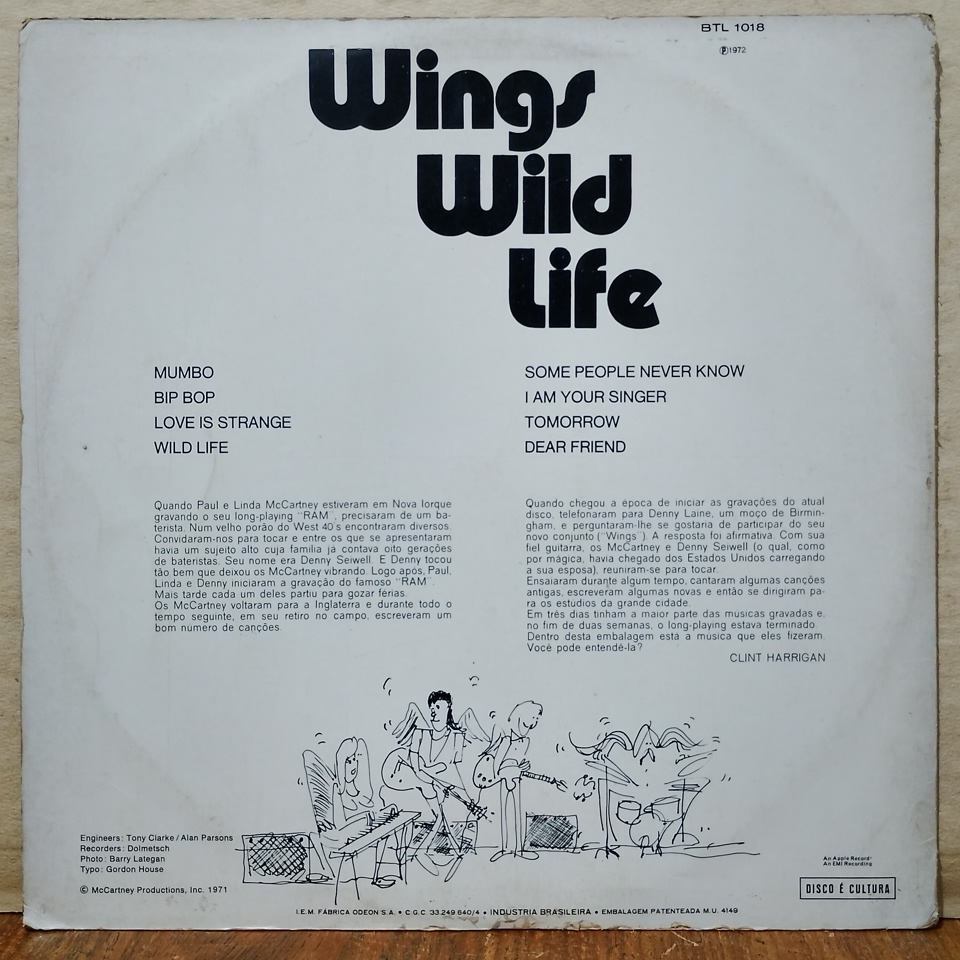 BTL 1018
Ⓟ1972
Wings
Wild
Life
MUMBO
BIP BOP
LOVE IS STRANGE
WILD LIFE
SOME PEOPLE NEVER KNOW
I AM YOUR SINGER
TOMORROW
DEAR FRIEND
Quando Paul e Linda McCartney estiveram em Nova Iorque
gravando o seu long-playing "RAM", precisaram de um ba-
terista. Num velho porão do West 40's encontraram diversos.
Convidaram-nos para tocar e entre os que se apresentaram
havia um sujeito alto cuja família já contava oito gerações
de bateristas. Seu nome era Denny Seiwell. E Denny tocou
tão bem que deixou os McCartney vibrando. Logo após, Paul,
Linda e Denny iniciaram a gravação do famoso "RAM".
Mais tarde cada um deles partiu para gozar férias.
Os McCartney voltaram para a Inglaterra e durante todo o
tempo seguinte, em seu retiro no campo, escreveram um
bom número de canções.
Quando chegou a época de iniciar as gravações do atual
disco, telefonaram para Denny Laine, um moço de Birmin-
gham, e perguntaram-lhe se gostaria de participar do seu
novo conjunto ("Wings"). A resposta foi afirmativa. Com sua
fiel guitarra, os McCartney e Denny Seiwell (o qual, como
por mágica, havia chegado dos Estados Unidos carregando
a sua esposa), reuniram-se para tocar.
Ensaiaram durante algum tempo, cantaram algumas canções
antigas, escreveram algumas novas e então se dirigiram pa-
ra os estúdios da grande cidade.
Em três dias tinham a maior parte das músicas gravadas e,
no fim de duas semanas, o long-playing estava terminado.
Dentro desta embalagem está a música que eles fizeram.
Você pode entendê-la?
CLINT HARRIGAN
Engineers: Tony Clarke / Alan Parsons
Recorders: Dolmetsch
Photo: Barry Lategan
Typo: Gordon House
© McCartney Productions, Inc. 1971
An Apple Record
An EMI Recording
DISCO É CULTURA
I.E.M. FÁBRICA ODEON S.A. • C.G.C. 33.249.640/4 • INDÚSTRIA BRASILEIRA • EMBALAGEM PATENTEADA M.U. 4149